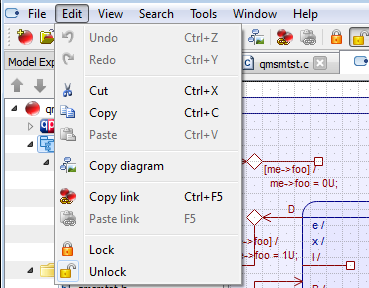 File Edit View Search Tools Window Help
Model Expl
qmsmtst.c
Undo Ctrl+Z
Redo Ctrl+Y
Cut Ctrl+X
Copy Ctrl+C
Paste Ctrl+V
Copy diagram
Copy link Ctrl+F5
Paste link F5
Lock
Unlock
[me->foo] /
me->foo = 0U;
D
>foo] /
>foo = 1U;
e /
x /
I /
qp